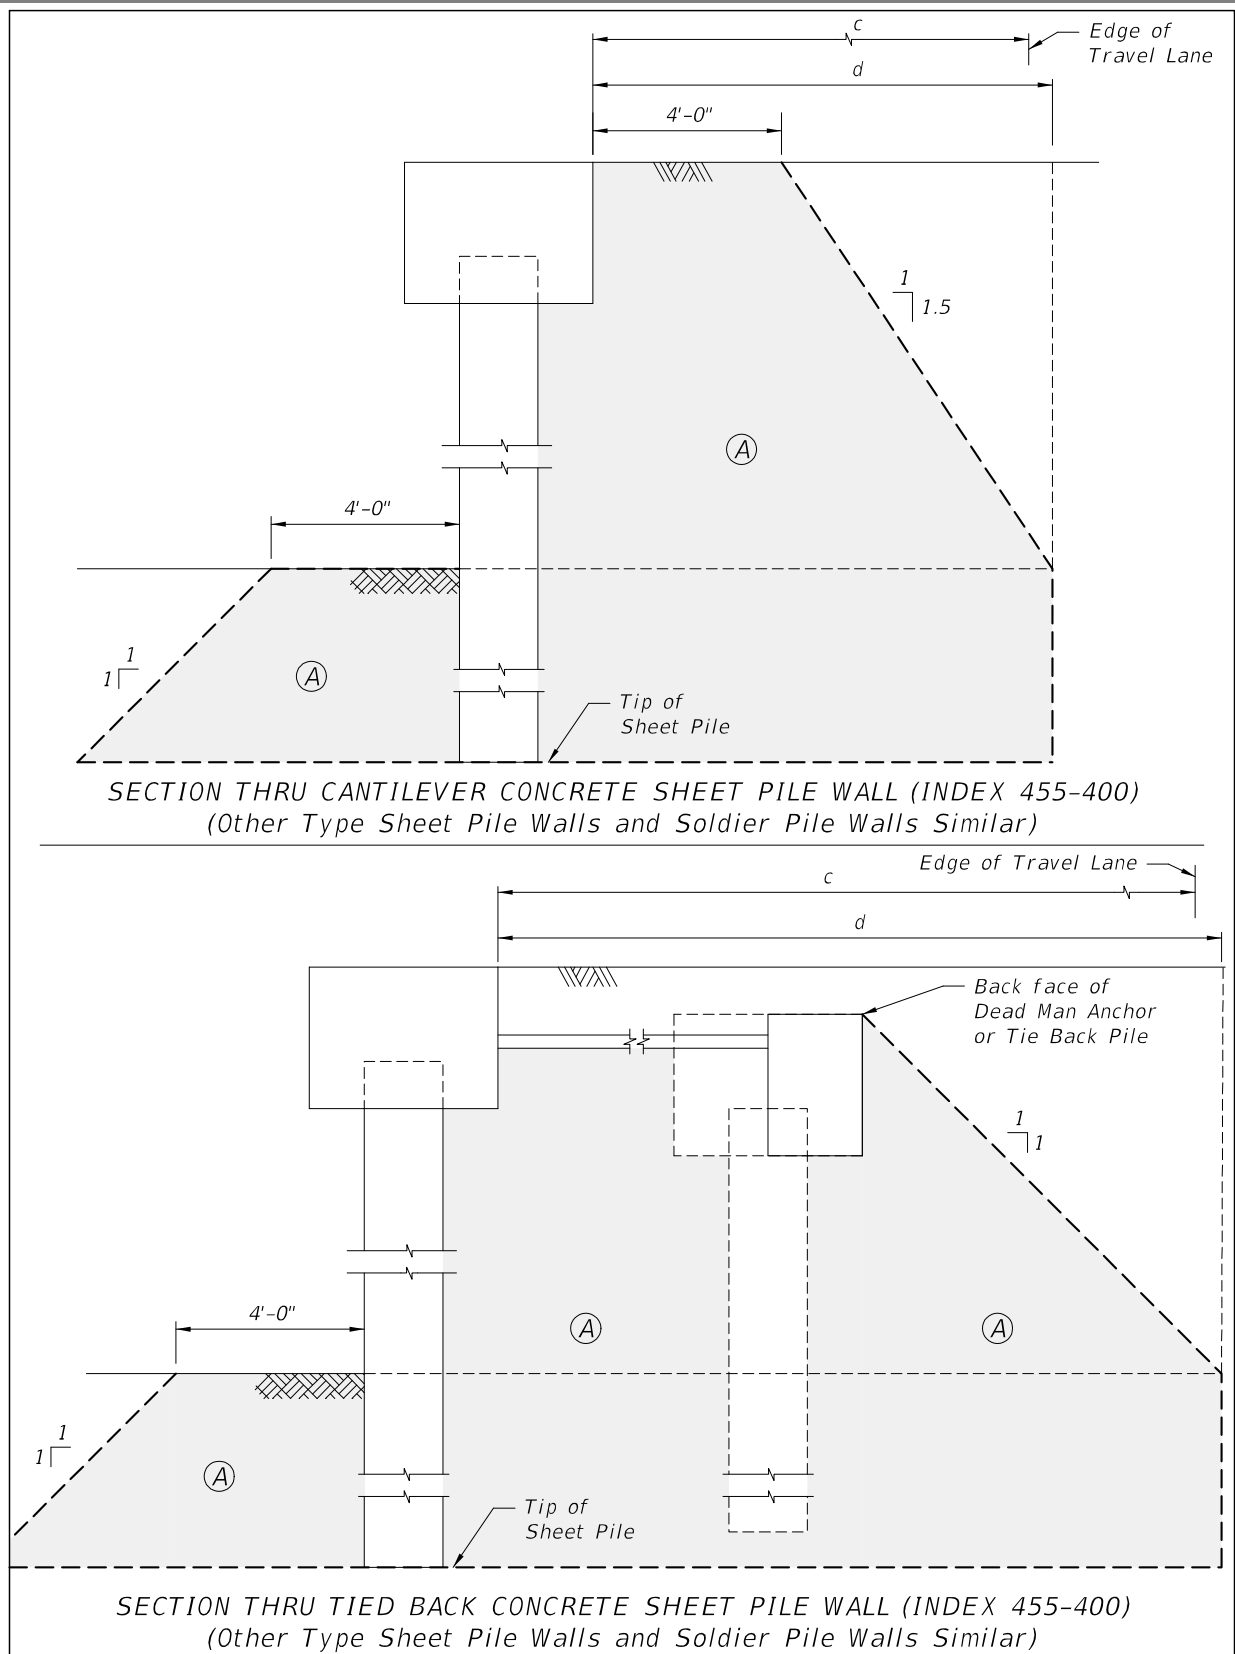 c
Edge of
Travel Lane
d
4'-0"
1
1.5
A
4'-0"
1
1
A
Tip of
Sheet Pile
SECTION THRU CANTILEVER CONCRETE SHEET PILE WALL (INDEX 455-400)
(Other Type Sheet Pile Walls and Soldier Pile Walls Similar)
Edge of Travel Lane
c
d
Back face of
Dead Man Anchor
or Tie Back Pile
1
1
4'-0"
A
A
1
1
A
Tip of
Sheet Pile
SECTION THRU TIED BACK CONCRETE SHEET PILE WALL (INDEX 455-400)
(Other Type Sheet Pile Walls and Soldier Pile Walls Similar)